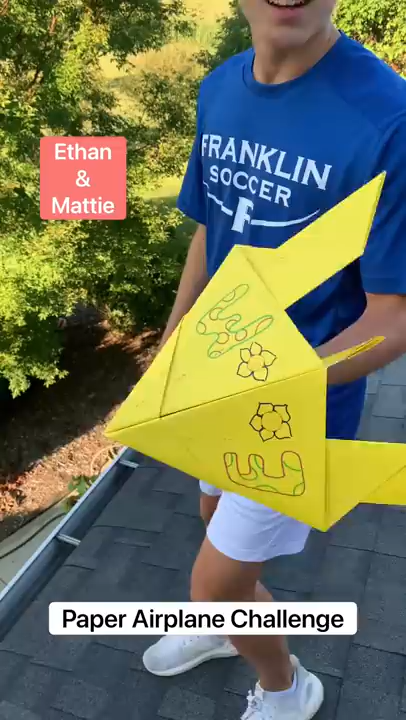 Ethan
&
Mattie
FRANKLIN
SOCCER
F
M
E
Paper Airplane Challenge